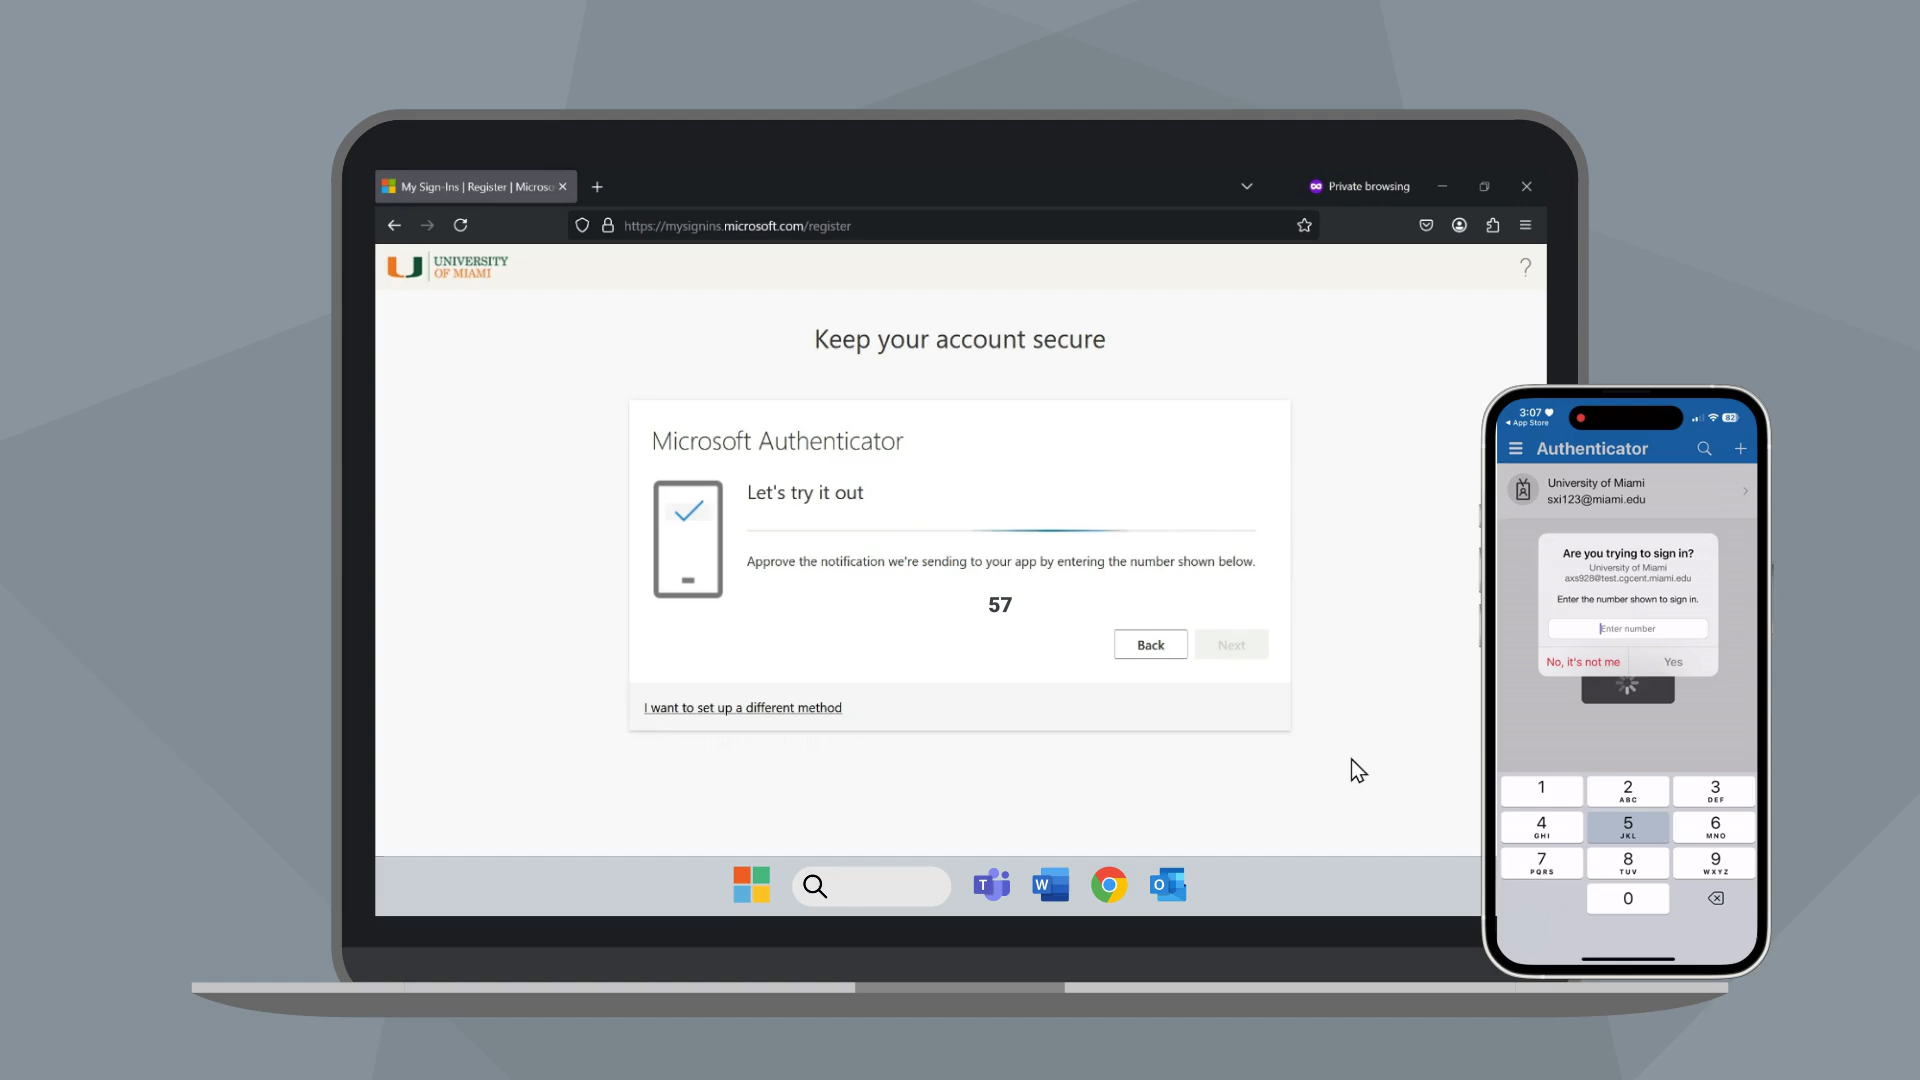 My Sign-Ins | Register | Microso
Private browsing
https://mysignins.microsoft.com/register
UNIVERSITY
OF MIAMI
?
Keep your account secure
Microsoft Authenticator
Let's try it out
Approve the notification we're sending to your app by entering the number shown below.
57
Back
Next
I want to set up a different method
T
W
O
3:07
82
App Store
Authenticator
University of Miami
sxi123@miami.edu
Are you trying to sign in?
University of Miami
axs928@test.cgcent.miami.edu
Enter the number shown to sign in.
Enter number
No, it's not me
Yes
1
2
ABC
3
DEF
4
GHI
5
JKL
6
MNO
7
PQRS
8
TUV
9
WXYZ
0